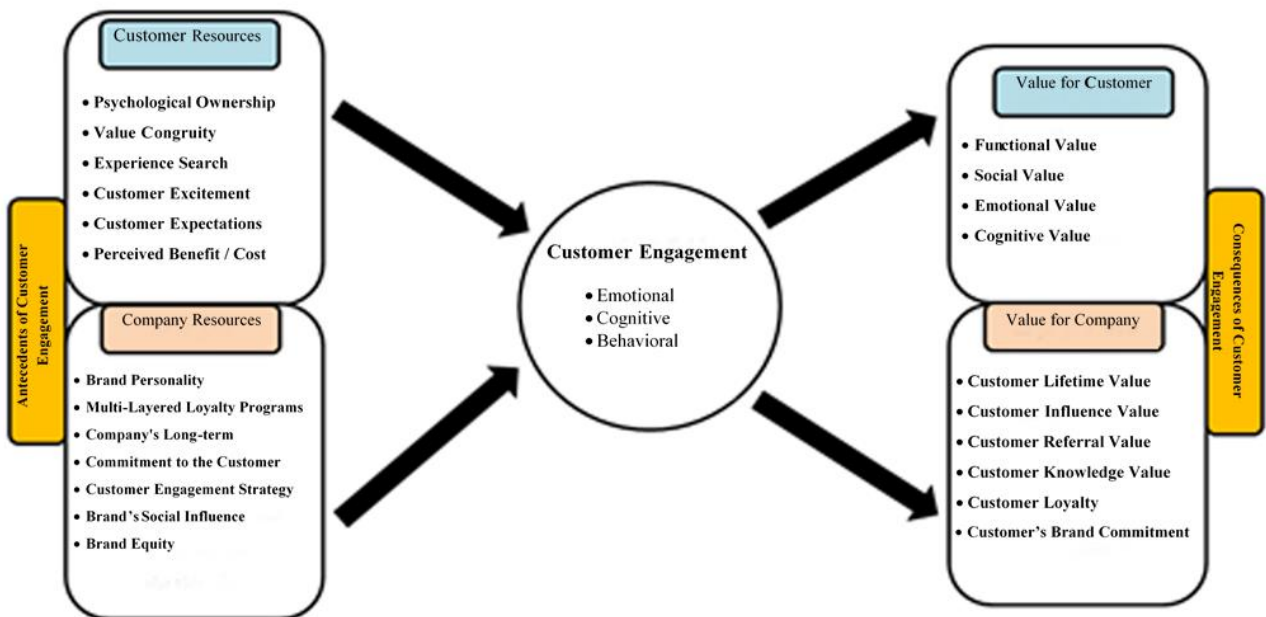 Antecedents of Customer
Engagement
Customer Resources
• Psychological Ownership
• Value Congruity
• Experience Search
• Customer Excitement
• Customer Expectations
• Perceived Benefit / Cost
Company Resources
• Brand Personality
• Multi-Layered Loyalty Programs
• Company's Long-term
• Commitment to the Customer
• Customer Engagement Strategy
• Brand's Social Influence
• Brand Equity
Customer Engagement
• Emotional
• Cognitive
• Behavioral
Value for Customer
• Functional Value
• Social Value
• Emotional Value
• Cognitive Value
Value for Company
• Customer Lifetime Value
• Customer Influence Value
• Customer Referral Value
• Customer Knowledge Value
• Customer Loyalty
• Customer's Brand Commitment
Consequences of Customer
Engagement